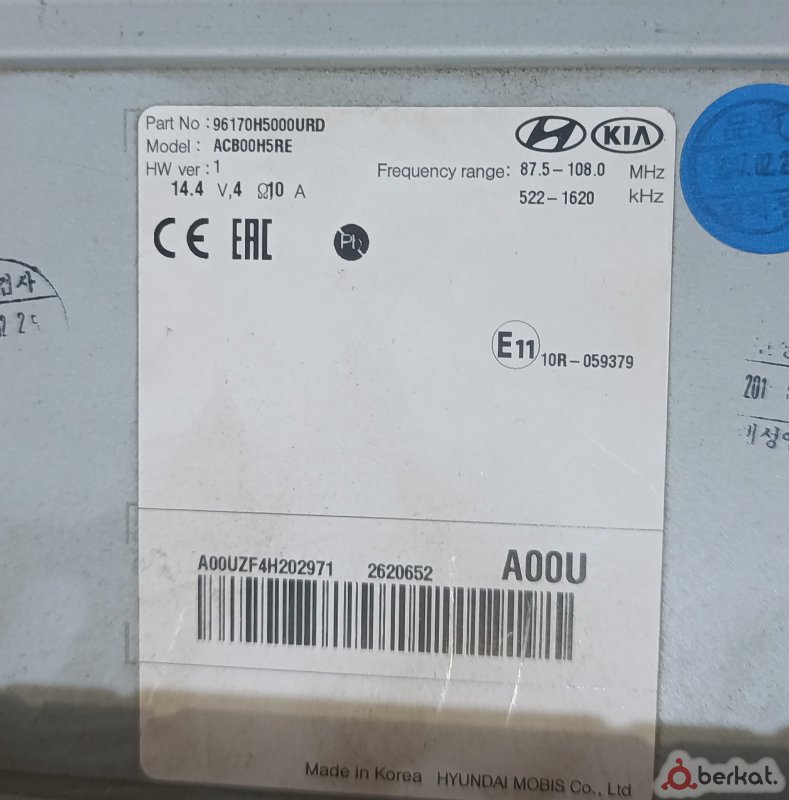 Part No : 96170H5000URD
Model : ACB00H5RE
HW ver : 1
14.4 V,4 Ω10 A
KIA
Frequency range: 87.5-108.0 MHz
522-1620 kHz
CE EAC
Pb
E11 10R-059379
A00UZF4H202971 2620652 A00U
Made in Korea HYUNDAI MOBIS Co., Ltd
berkat.